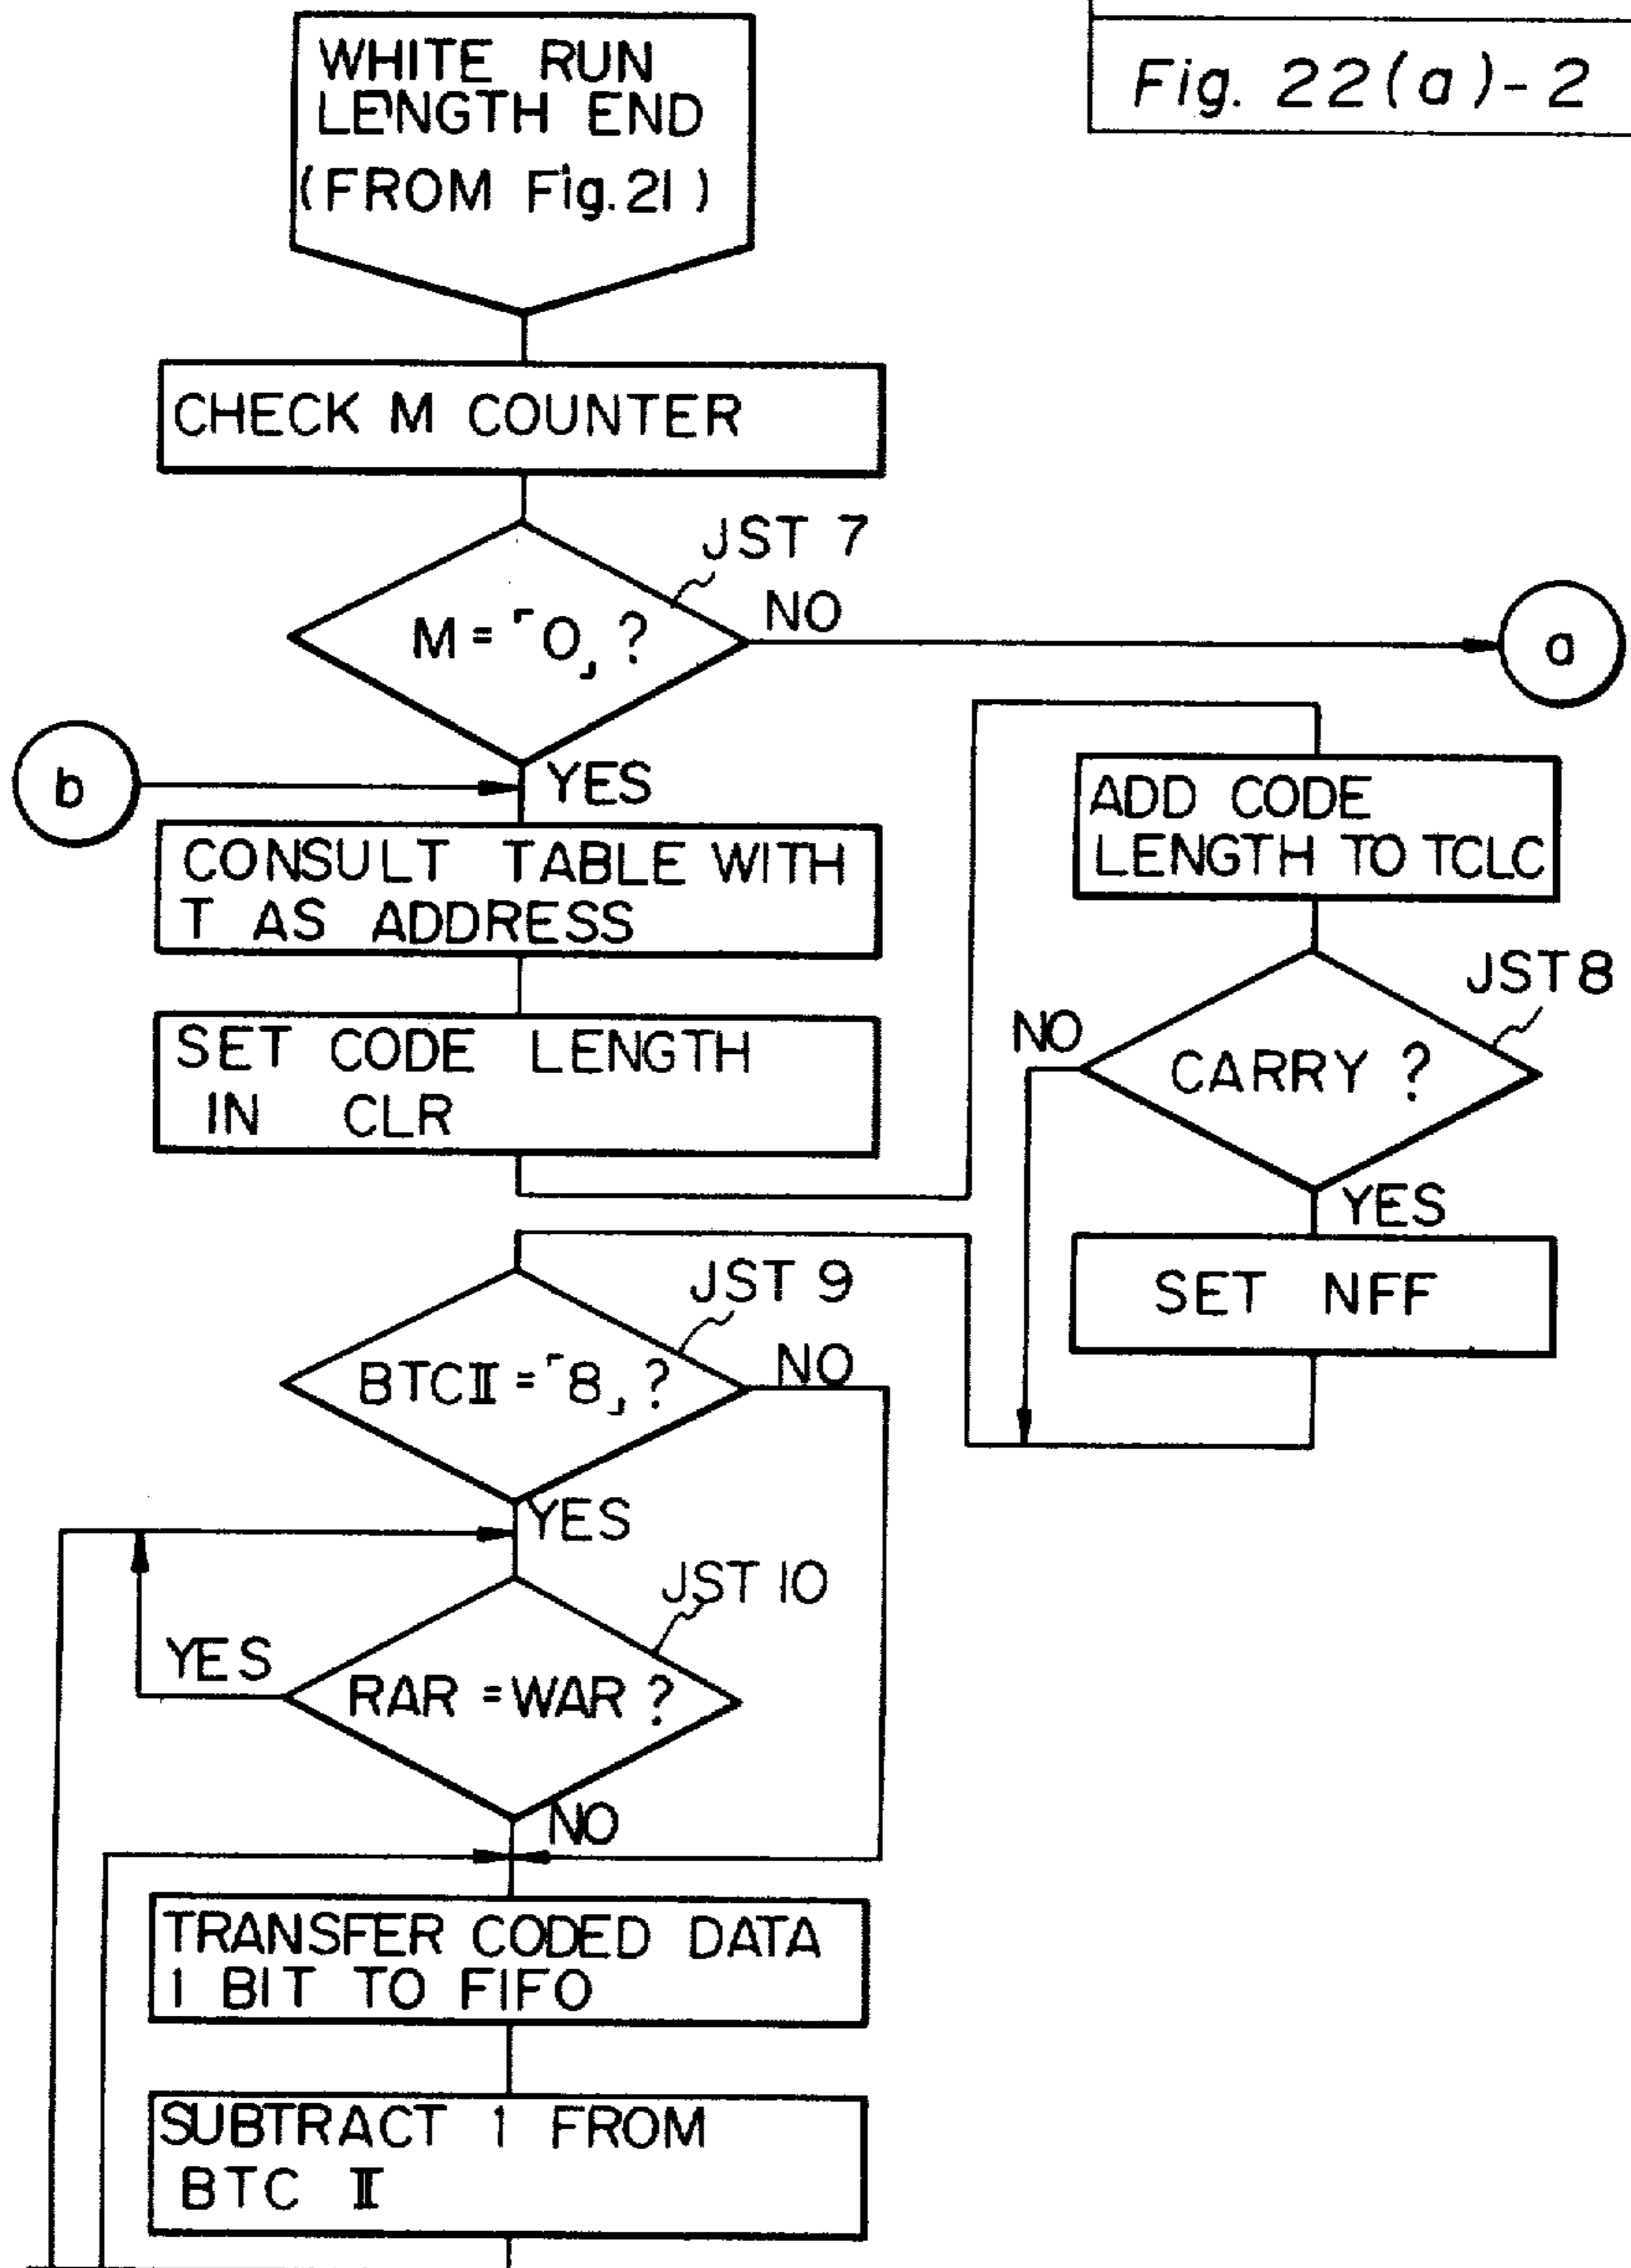 Fig. 22(a)-2
WHITE RUN
LENGTH END
(FROM Fig.21)
CHECK M COUNTER
JST 7
M=「0」?
NO
a
b
YES
CONSULT TABLE WITH
T AS ADDRESS
SET CODE LENGTH
IN CLR
ADD CODE
LENGTH TO TCLC
JST8
NO
CARRY ?
YES
SET NFF
JST 9
BTCⅡ=「8」?
NO
YES
JST 10
YES
RAR =WAR ?
NO
TRANSFER CODED DATA
1 BIT TO FIFO
SUBTRACT 1 FROM
BTC Ⅱ